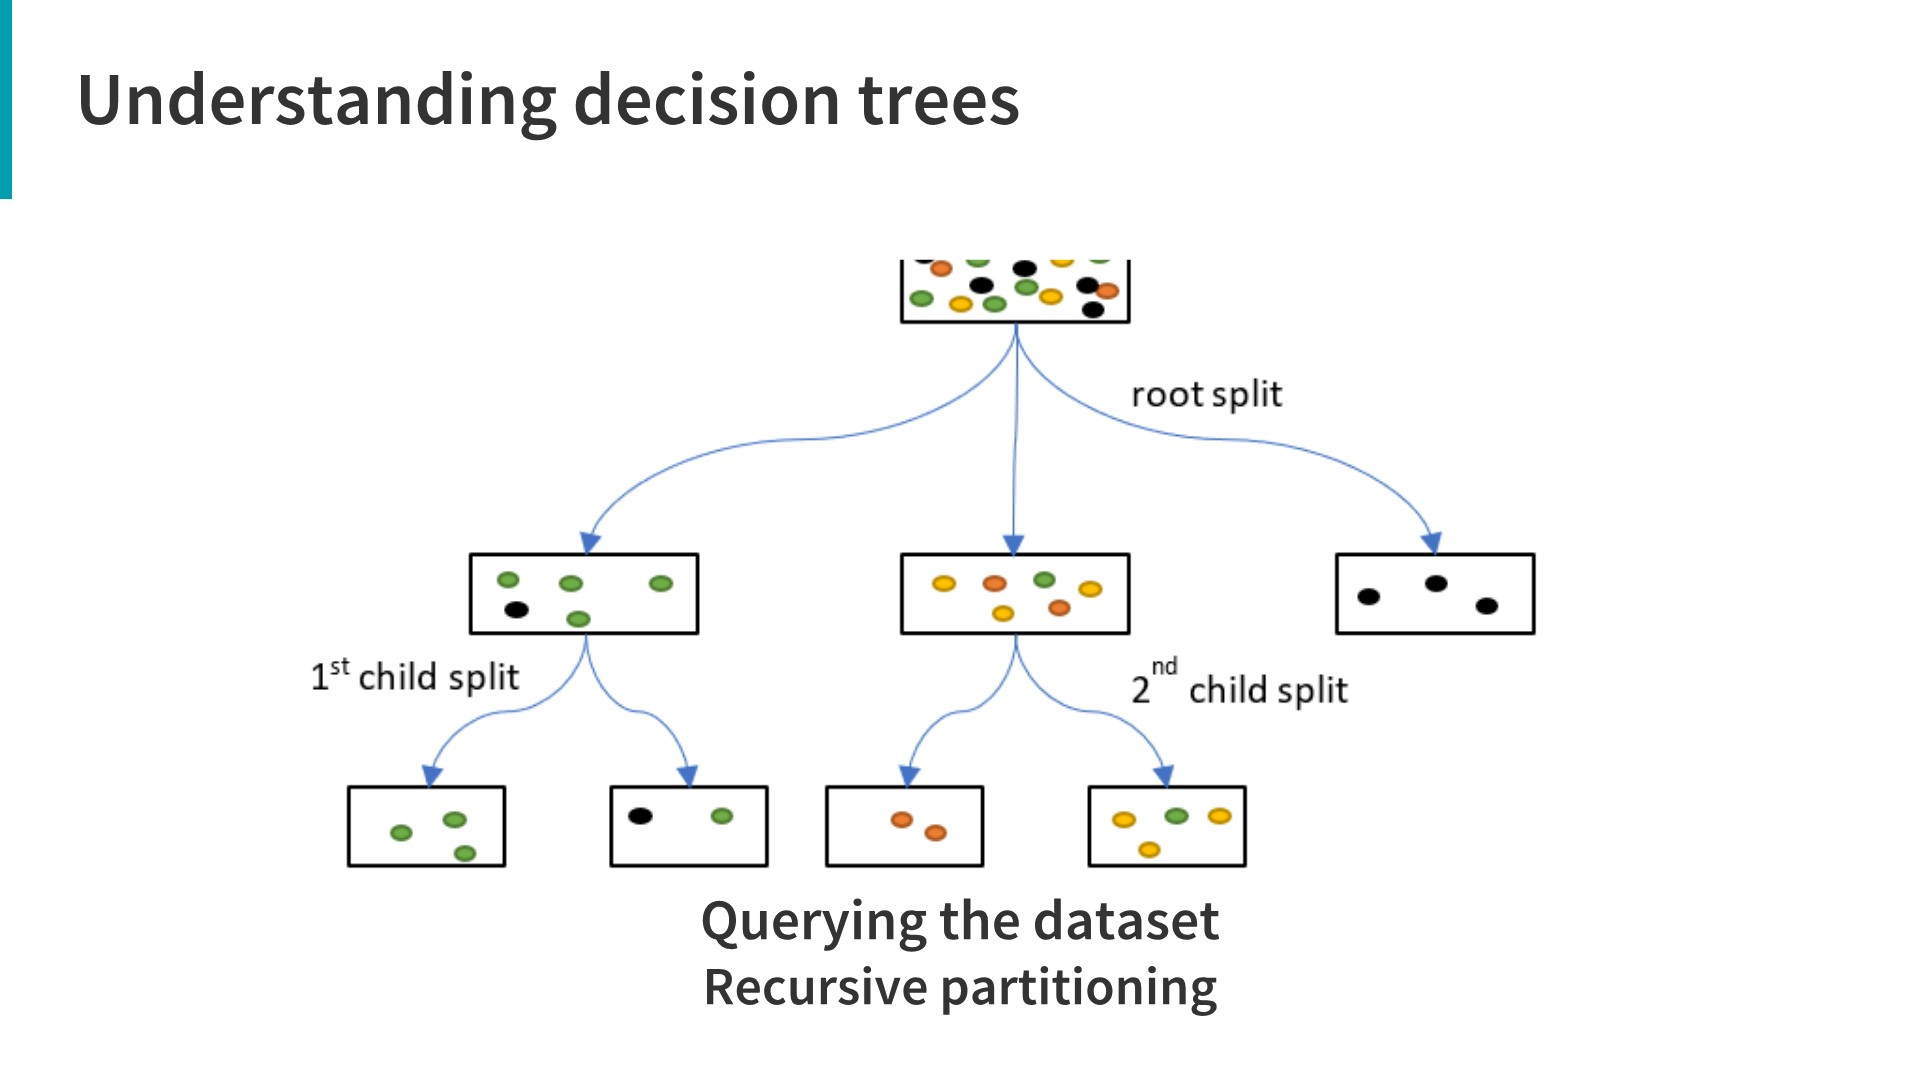 Understanding decision trees
root split
1st child split
2nd child split
Querying the dataset
Recursive partitioning